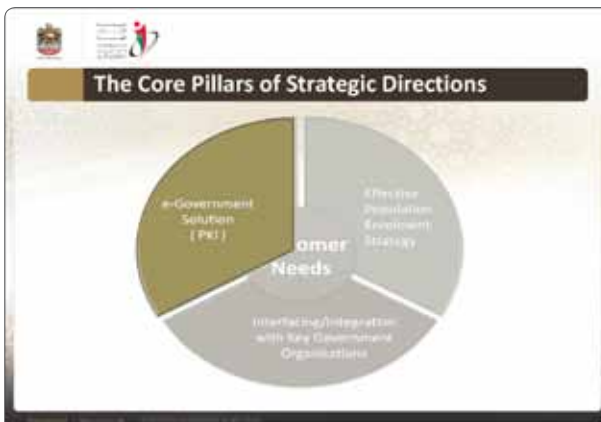 The Core Pillars of Strategic Directions
e-Government
Solution
( PKI )
Effective
Population
Enrolment
Strategy
omer
Needs
Interfacing/Integration
with Key Government
Organisations